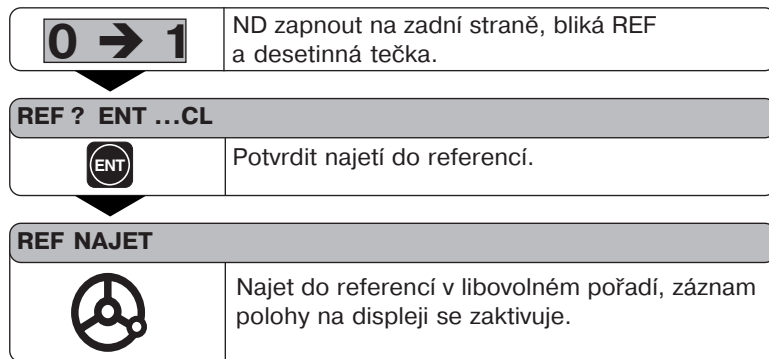 0 → 1
ND zapnout na zadní straně, bliká REF
a desetinná tečka.
REF ? ENT ...CL
ENT
Potvrdit najetí do referencí.
REF NAJET
Najet do referencí v libovolném pořadí, záznam
polohy na displeji se zaktivuje.